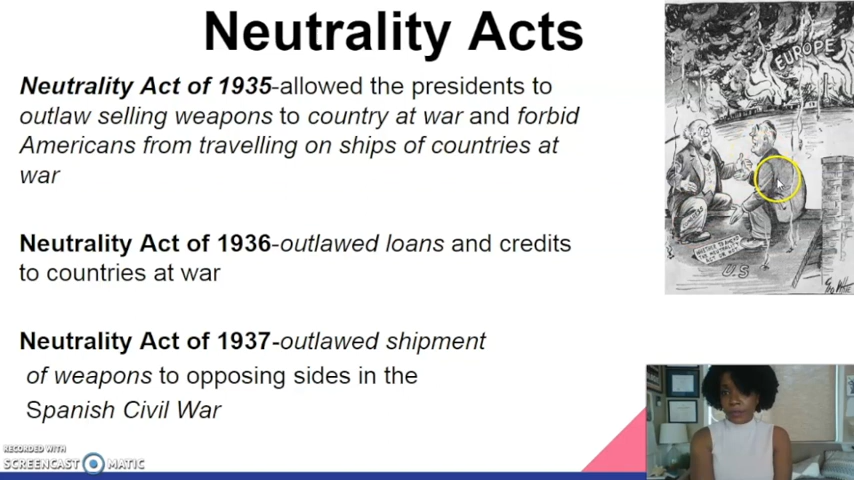 Neutrality Acts
Neutrality Act of 1935-allowed the presidents to
outlaw selling weapons to country at war and forbid
Americans from travelling on ships of countries at
war
Neutrality Act of 1936-outlawed loans and credits
to countries at war
Neutrality Act of 1937-outlawed shipment
of weapons to opposing sides in the
Spanish Civil War
EUROPE
U.S
RECORDED WITH
SCREENCAST MATIC